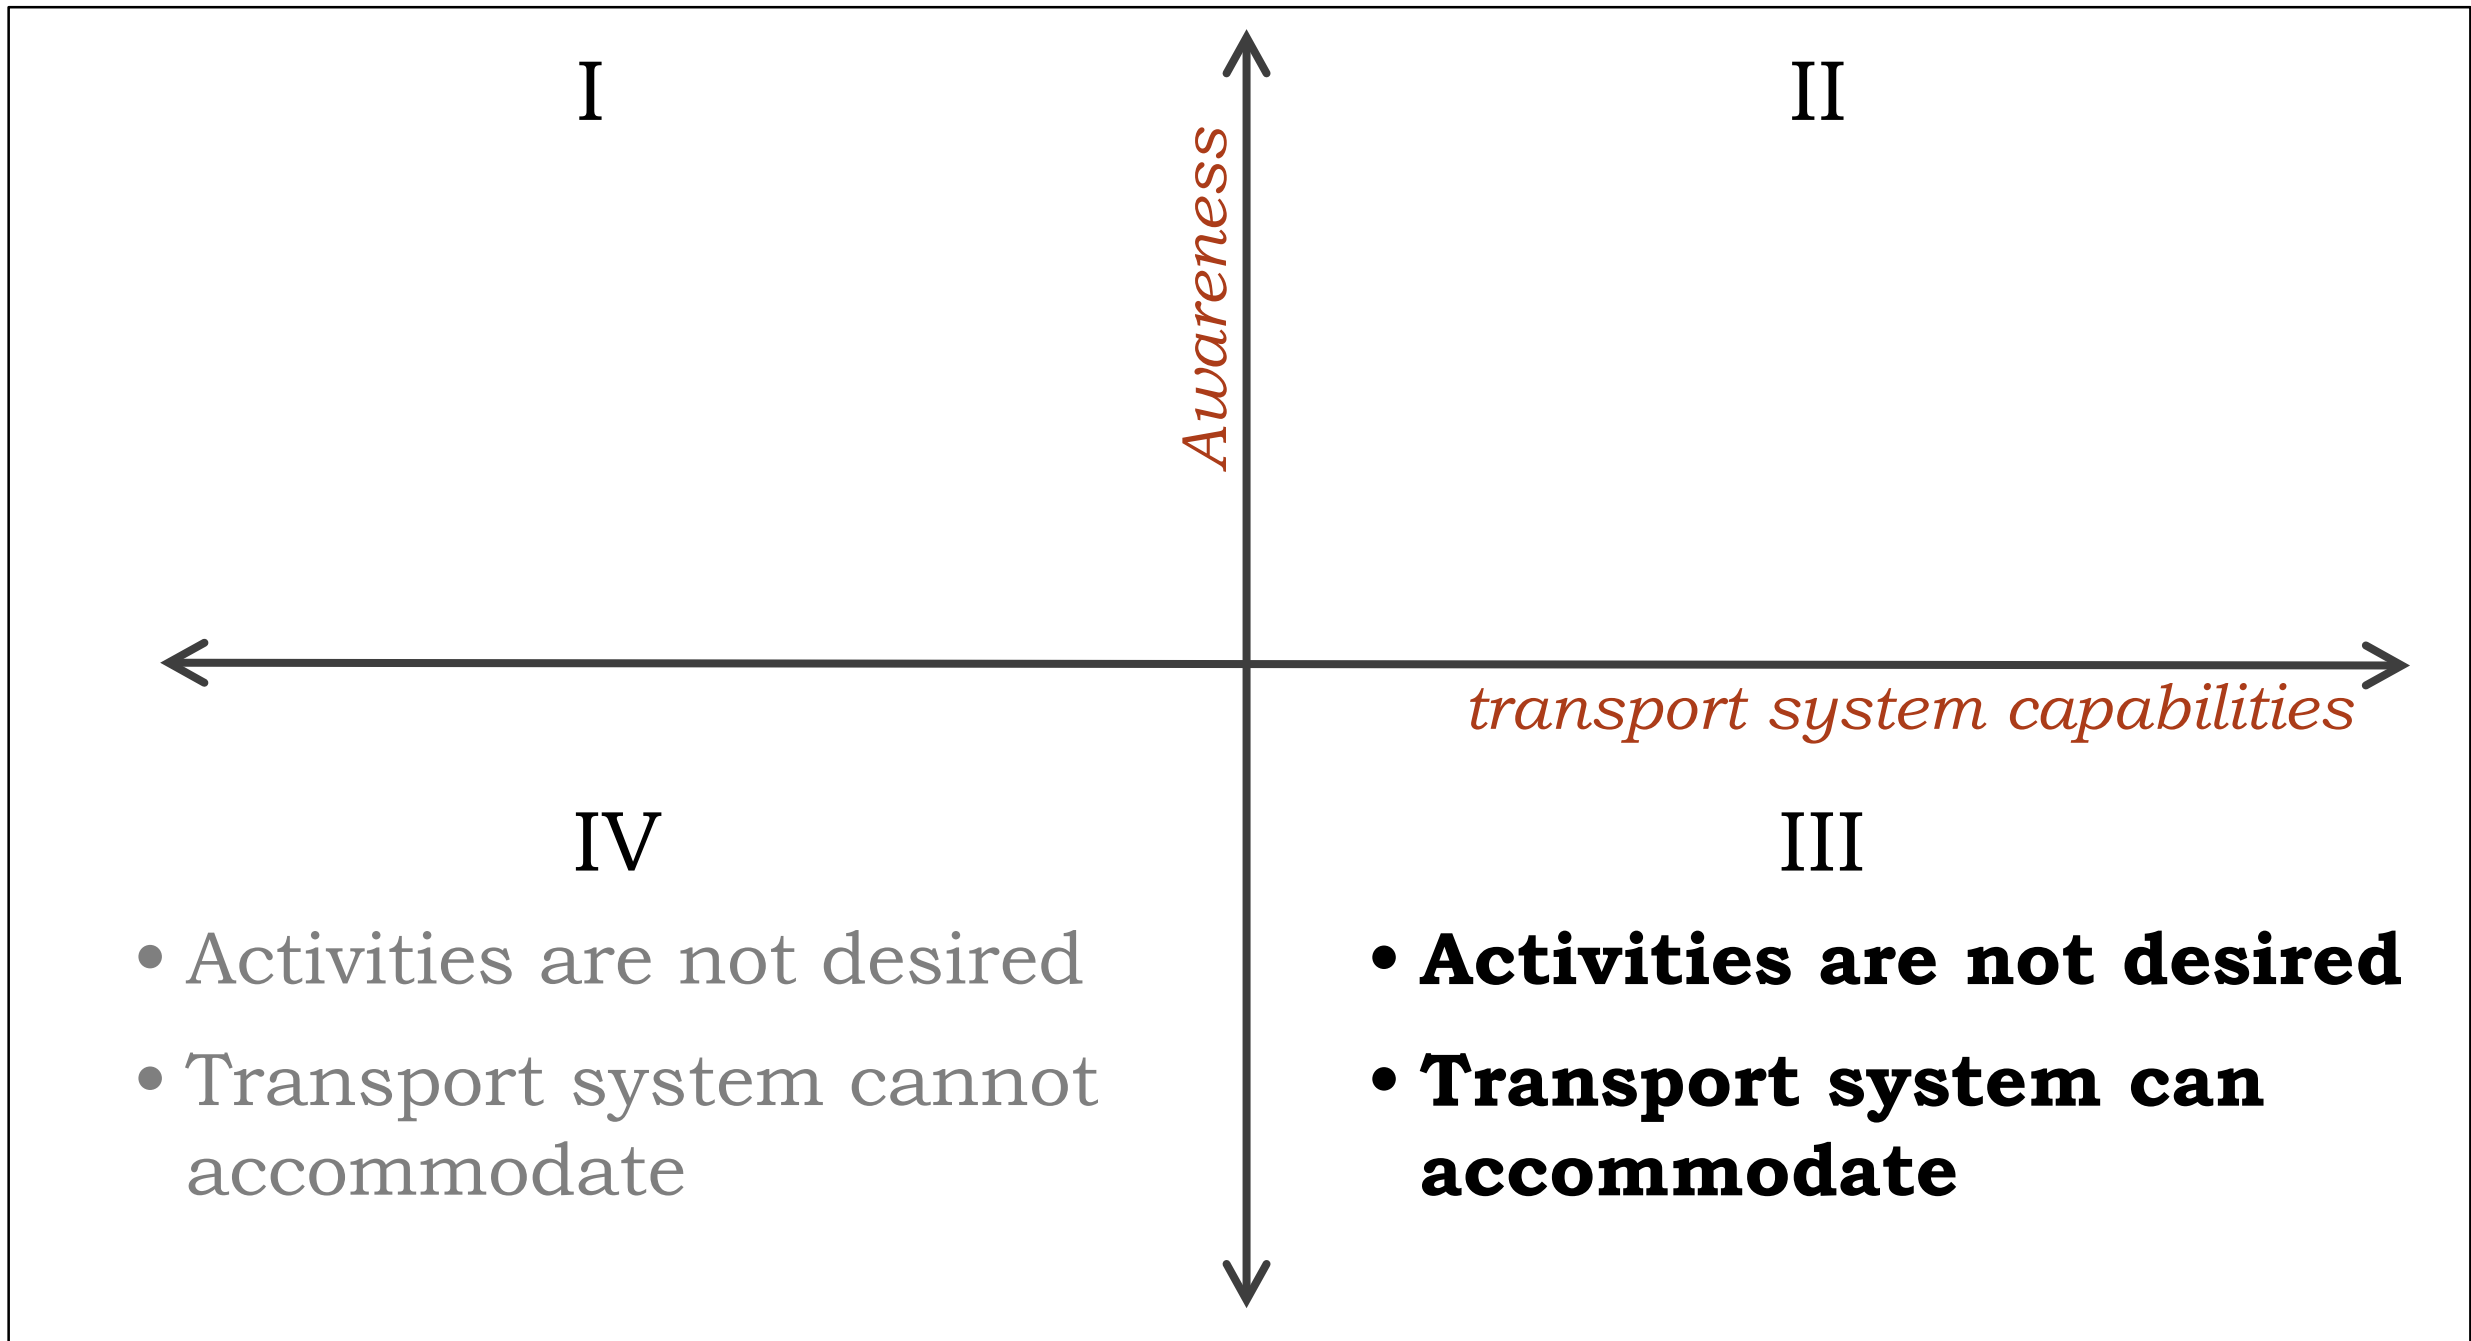 I
II
Awareness
transport system capabilities
IV
• Activities are not desired
• Transport system cannot
accommodate
III
• Activities are not desired
• Transport system can
accommodate